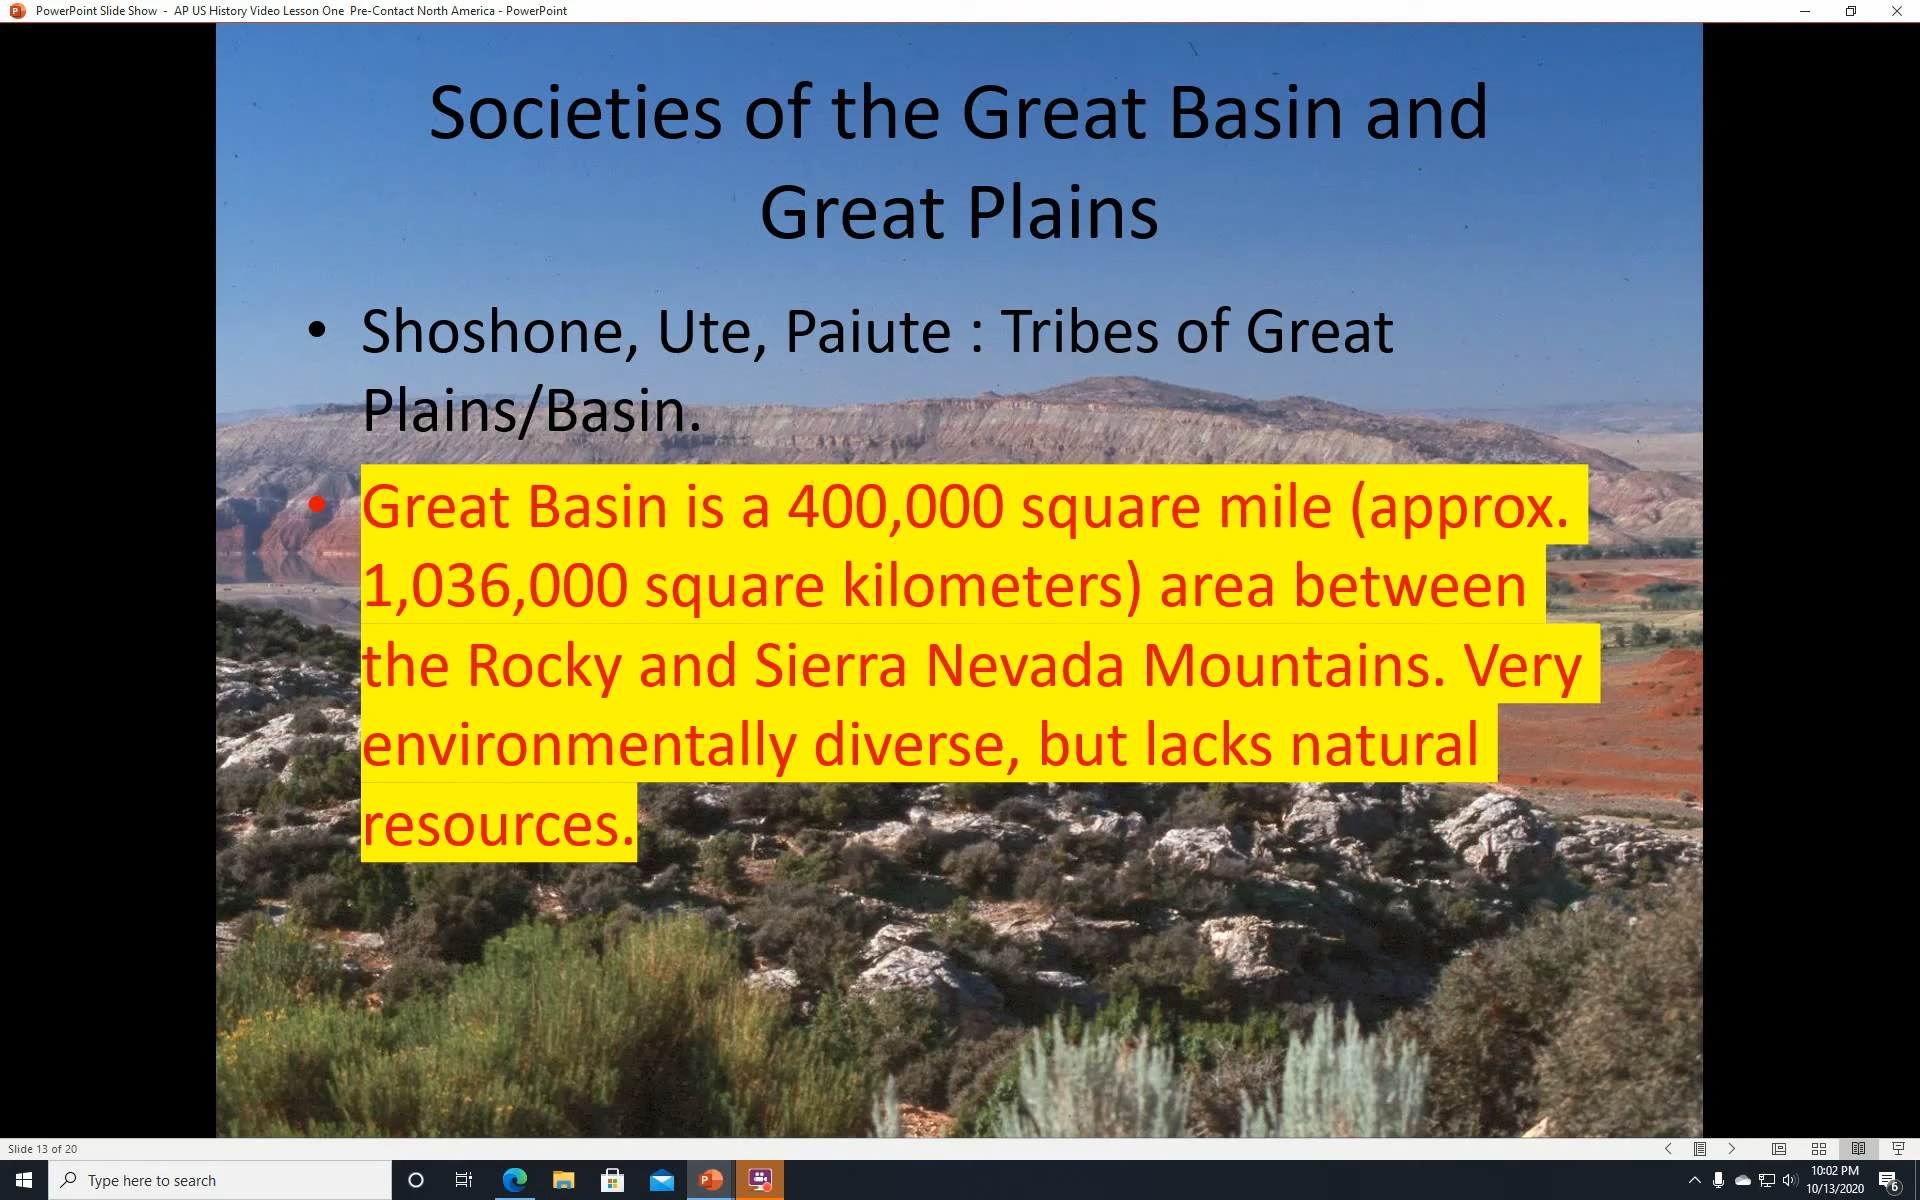 PowerPoint Slide Show - AP US History Video Lesson One Pre-Contact North America - PowerPoint
Societies of the Great Basin and
Great Plains
• Shoshone, Ute, Paiute : Tribes of Great
Plains/Basin.
• Great Basin is a 400,000 square mile (approx.
1,036,000 square kilometers) area between
the Rocky and Sierra Nevada Mountains. Very
environmentally diverse, but lacks natural
resources.
Slide 13 of 20
Type here to search
10:02 PM
10/13/2020
6